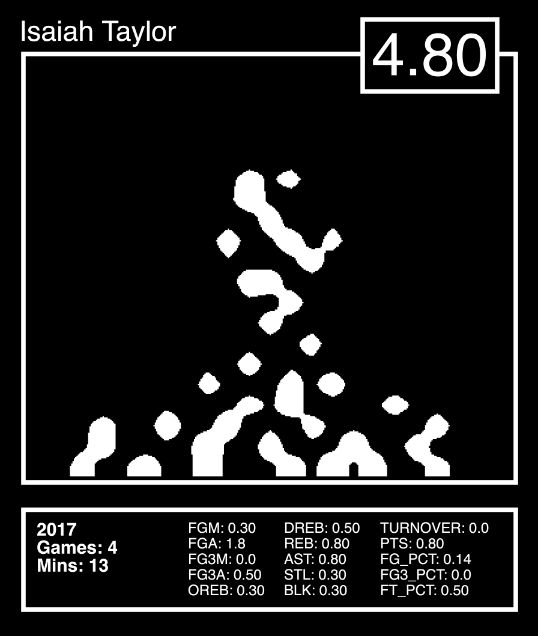 Isaiah Taylor
4.80
2017
Games: 4
Mins: 13
FGM: 0.30
FGA: 1.8
FG3M: 0.0
FG3A: 0.50
OREB: 0.30
DREB: 0.50
REB: 0.80
AST: 0.80
STL: 0.30
BLK: 0.30
TURNOVER: 0.0
PTS: 0.80
FG_PCT: 0.14
FG3_PCT: 0.0
FT_PCT: 0.50